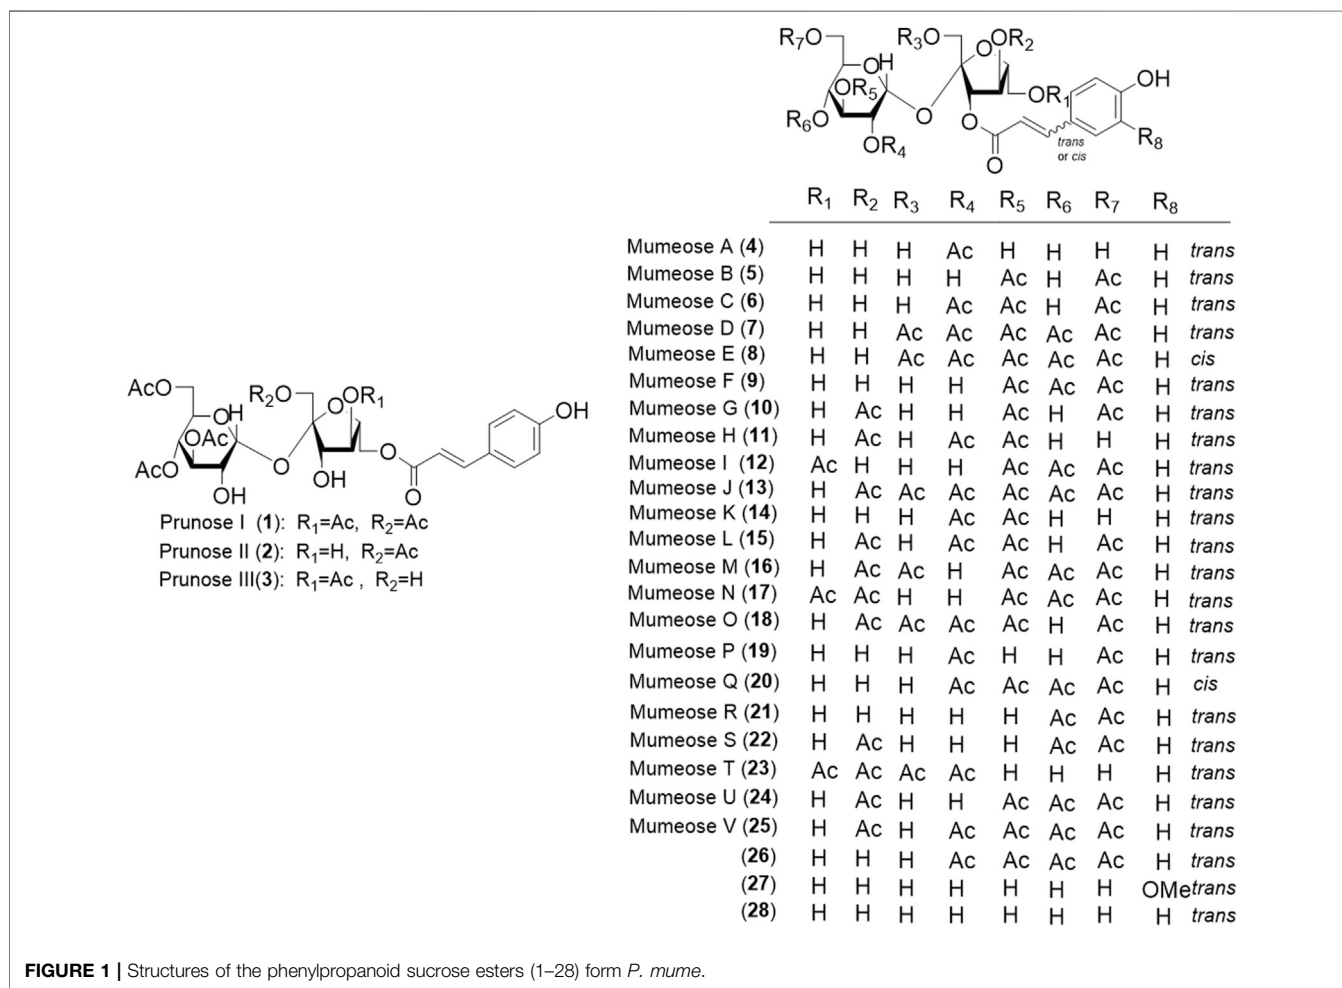 R7O R3O OR2
O H O
OR5 OR1 OH
R6O O O
OR4 O trans or cis R8
R1 R2 R3 R4 R5 R6 R7 R8
Mumeose A (4) H H H Ac H H H H trans
Mumeose B (5) H H H H Ac H Ac H trans
Mumeose C (6) H H H Ac Ac H Ac H trans
Mumeose D (7) H H Ac Ac Ac Ac Ac H trans
Mumeose E (8) H H Ac Ac Ac Ac Ac H cis
Mumeose F (9) H H H H Ac Ac Ac H trans
Mumeose G (10) H Ac H H Ac H Ac H trans
Mumeose H (11) H Ac H Ac Ac H H H trans
Mumeose I (12) Ac H H H Ac Ac Ac H trans
Mumeose J (13) H Ac Ac Ac Ac Ac Ac H trans
Mumeose K (14) H H H Ac Ac H H H trans
Mumeose L (15) H Ac H Ac Ac H Ac H trans
Mumeose M (16) H Ac Ac H Ac Ac Ac H trans
Mumeose N (17) Ac Ac H H Ac Ac Ac H trans
Mumeose O (18) H Ac Ac Ac Ac H Ac H trans
Mumeose P (19) H H H Ac H H Ac H trans
Mumeose Q (20) H H H Ac Ac Ac Ac H cis
Mumeose R (21) H H H H H Ac Ac H trans
Mumeose S (22) H Ac H H H Ac Ac H trans
Mumeose T (23) Ac Ac Ac Ac H H H H trans
Mumeose U (24) H Ac H H Ac Ac Ac H trans
Mumeose V (25) H Ac H Ac Ac Ac Ac H trans
(26) H H H Ac Ac Ac Ac H trans
(27) H H H H H H H OMe trans
(28) H H H H H H H H trans
AcO R2O OR1
O H O OH
OAc O
AcO O HO
OH O
Prunose I (1): R1=Ac, R2=Ac
Prunose II (2): R1=H, R2=Ac
Prunose III(3): R1=Ac , R2=H
FIGURE 1 | Structures of the phenylpropanoid sucrose esters (1–28) form P. mume.